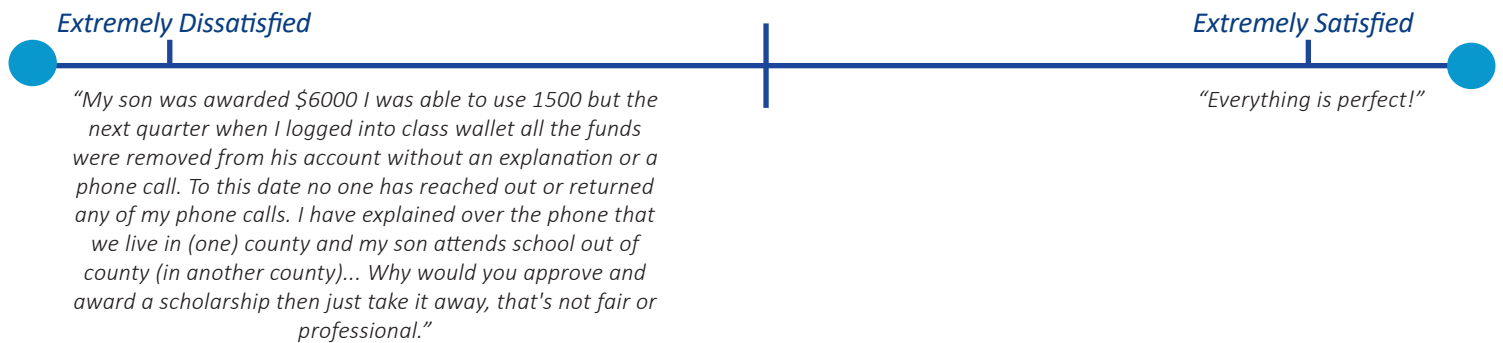 Extremely Dissatisfied
Extremely Satisfied
“My son was awarded $6000 I was able to use 1500 but the
next quarter when I logged into class wallet all the funds
were removed from his account without an explanation or a
phone call. To this date no one has reached out or returned
any of my phone calls. I have explained over the phone that
we live in (one) county and my son attends school out of
county (in another county)... Why would you approve and
award a scholarship then just take it away, that's not fair or
professional.”
“Everything is perfect!”